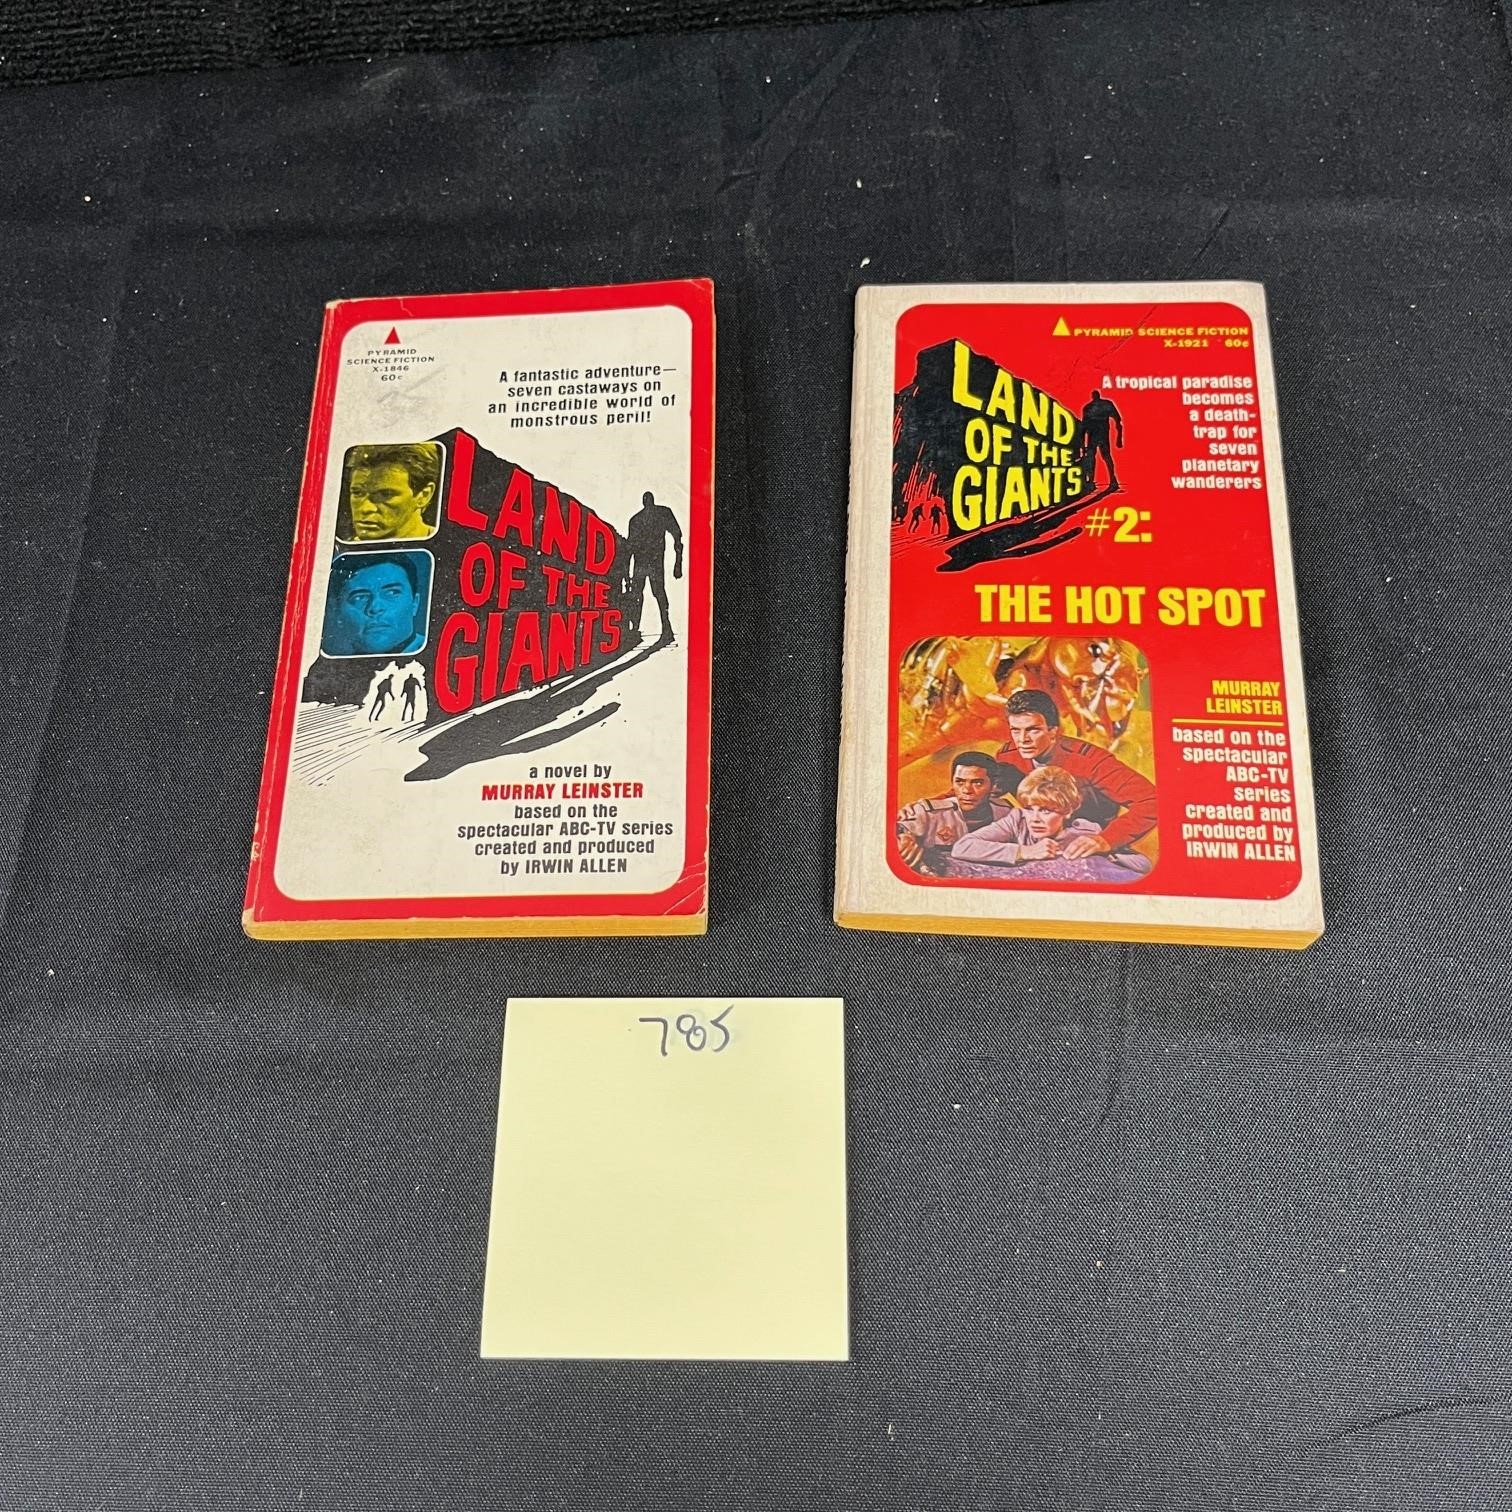 PYRAMID
SCIENCE FICTION
X-1846
60¢
A fantastic adventure—
seven castaways on
an incredible world of
monstrous peril!
LAND
OF THE
GIANTS
a novel by
MURRAY LEINSTER
based on the
spectacular ABC-TV series
created and produced
by IRWIN ALLEN
PYRAMID SCIENCE FICTION
X-1921 60¢
A tropical paradise
becomes
a death-
trap for
seven
planetary
wanderers
LAND
OF THE
GIANTS
#2:
THE HOT SPOT
MURRAY
LEINSTER
based on the
spectacular
ABC-TV
series
created and
produced by
IRWIN ALLEN
785